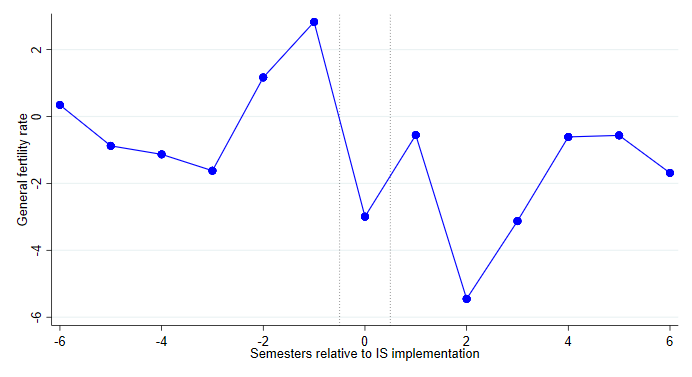 General fertility rate
2
0
-2
-4
-6
-6 -4 -2 0 2 4 6
Semesters relative to IS implementation